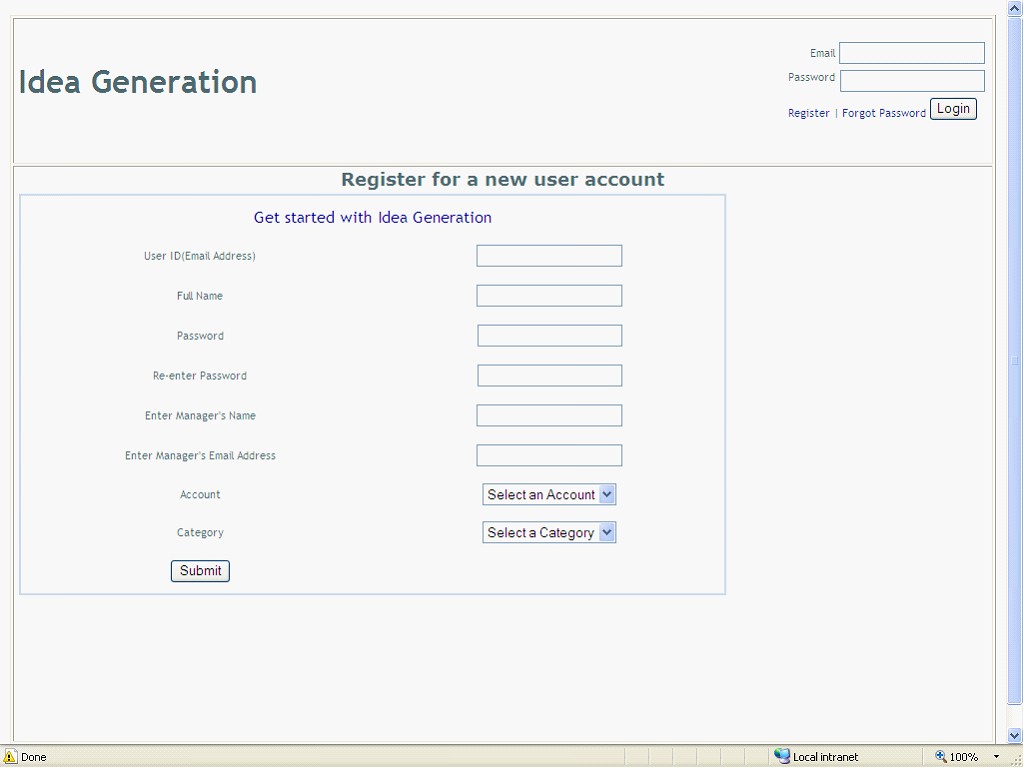 Email
Idea Generation
Password
Register | Forgot Password Login
Register for a new user account
Get started with Idea Generation
User ID(Email Address)
Full Name
Password
Re-enter Password
Enter Manager's Name
Enter Manager's Email Address
Account Select an Account
Category Select a Category
Submit
Done Local intranet 100%